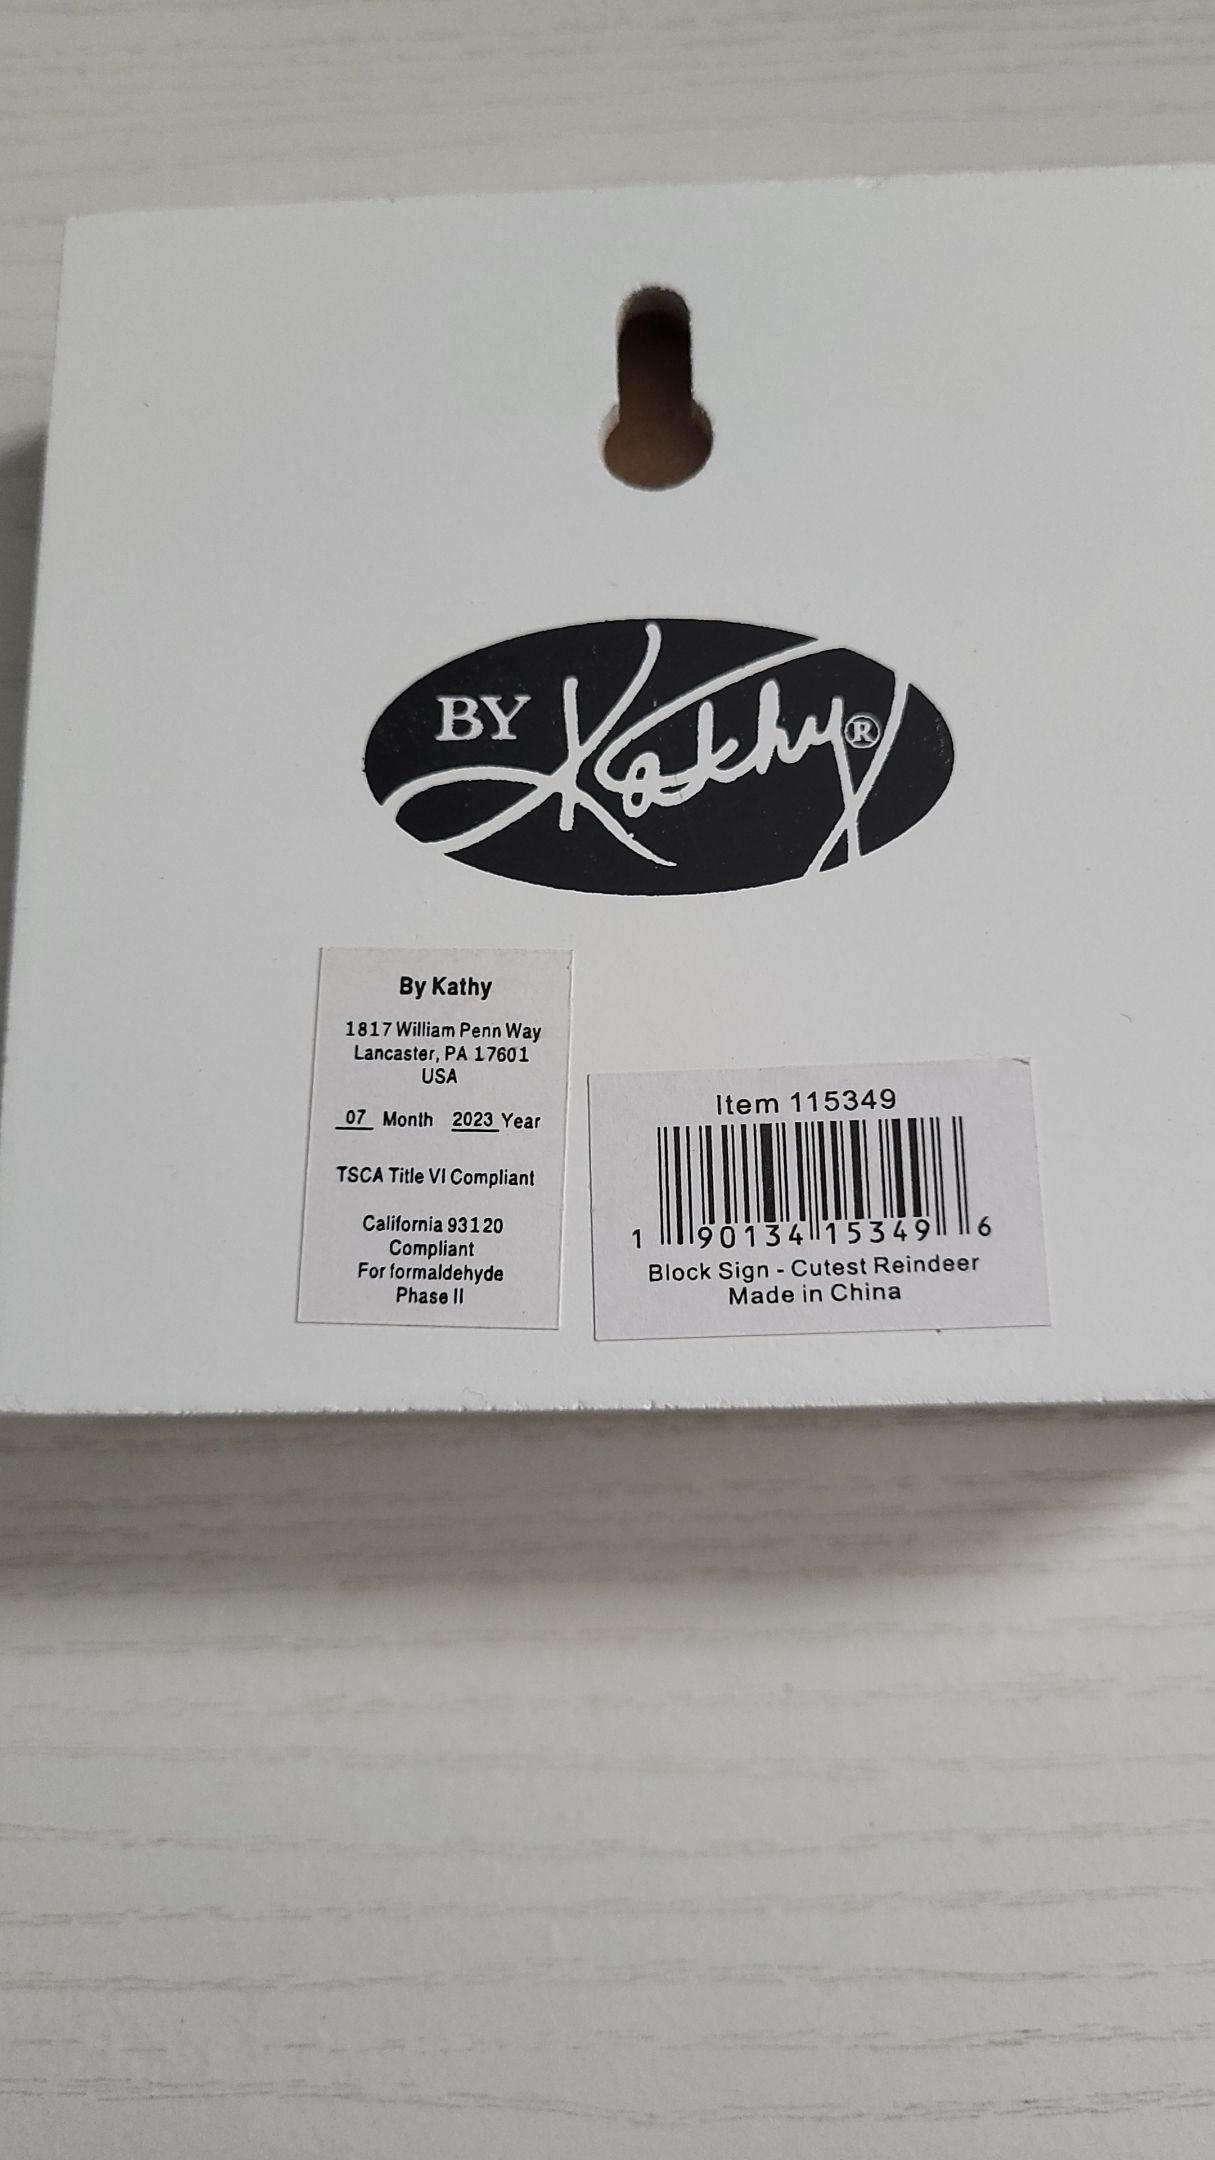 BY Kathy®
By Kathy
1817 William Penn Way
Lancaster, PA 17601
USA
07 Month 2023 Year
TSCA Title VI Compliant
California 93120
Compliant
For formaldehyde
Phase II
Item 115349
1 90134 15349 6
Block Sign - Cutest Reindeer
Made in China